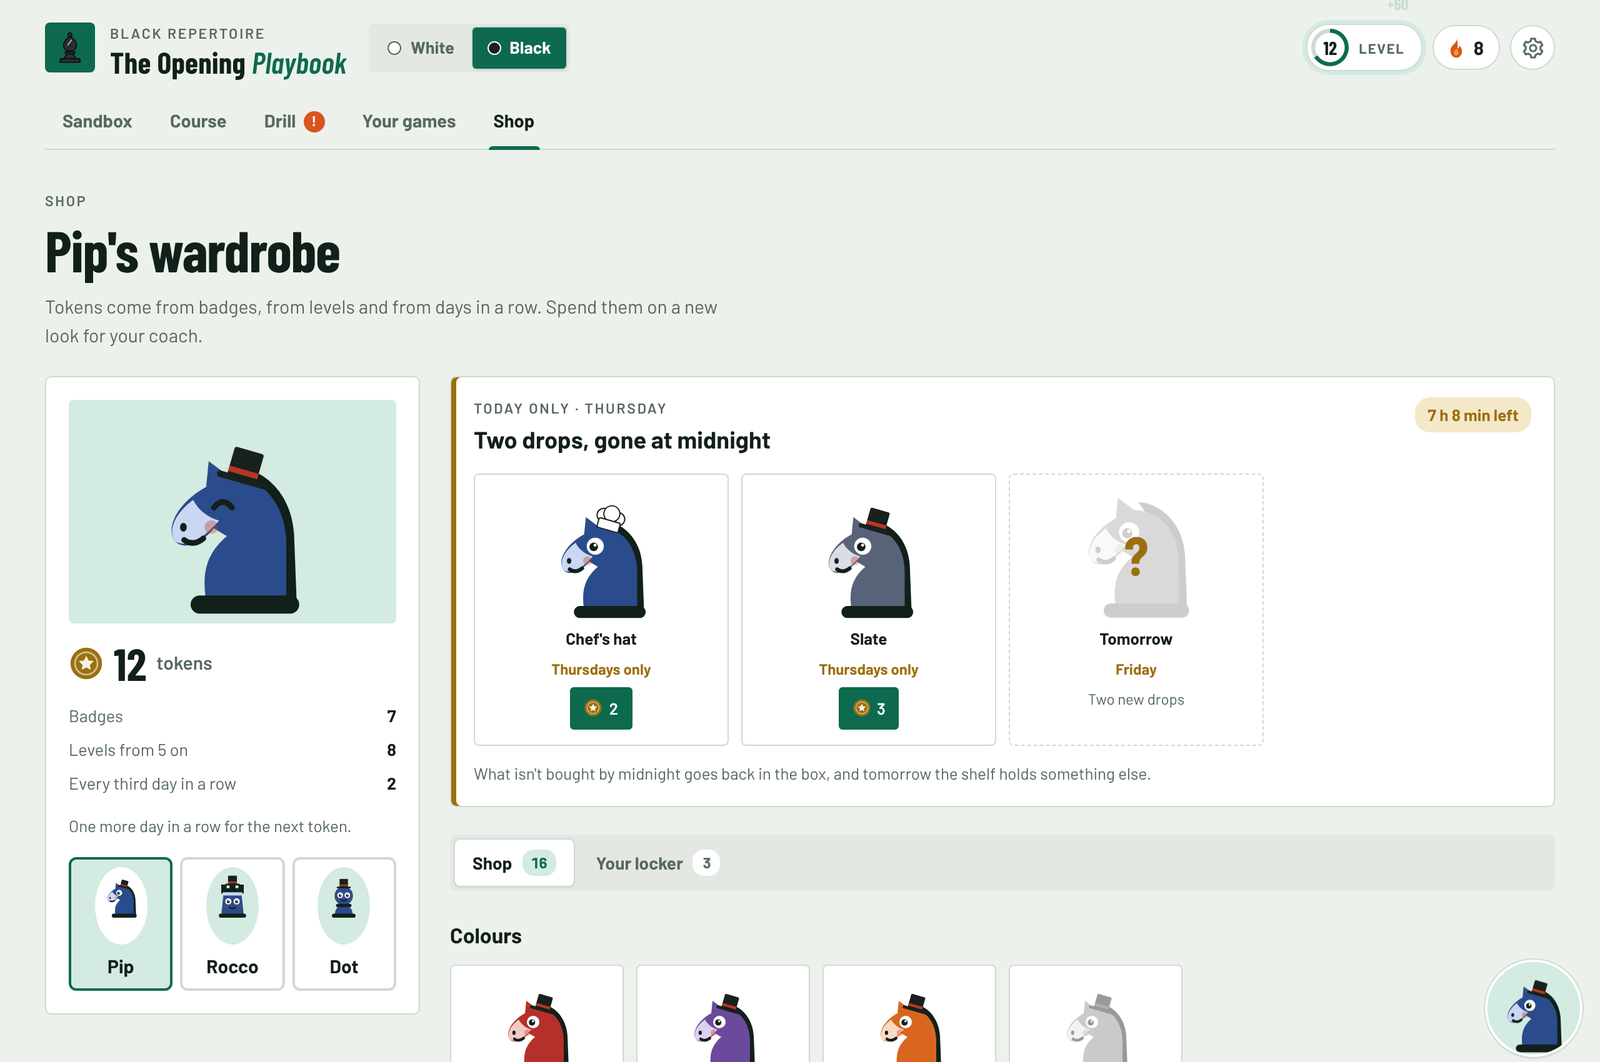 +60
BLACK REPERTOIRE
The Opening Playbook
White
Black
12 LEVEL
8
Sandbox
Course
Drill !
Your games
Shop
SHOP
Pip's wardrobe
Tokens come from badges, from levels and from days in a row. Spend them on a new
look for your coach.
12 tokens
Badges 7
Levels from 5 on 8
Every third day in a row 2
One more day in a row for the next token.
Pip
Rocco
Dot
TODAY ONLY · THURSDAY
7 h 8 min left
Two drops, gone at midnight
Chef's hat
Thursdays only
2
Slate
Thursdays only
3
?
Tomorrow
Friday
Two new drops
What isn't bought by midnight goes back in the box, and tomorrow the shelf holds something else.
Shop 16
Your locker 3
Colours